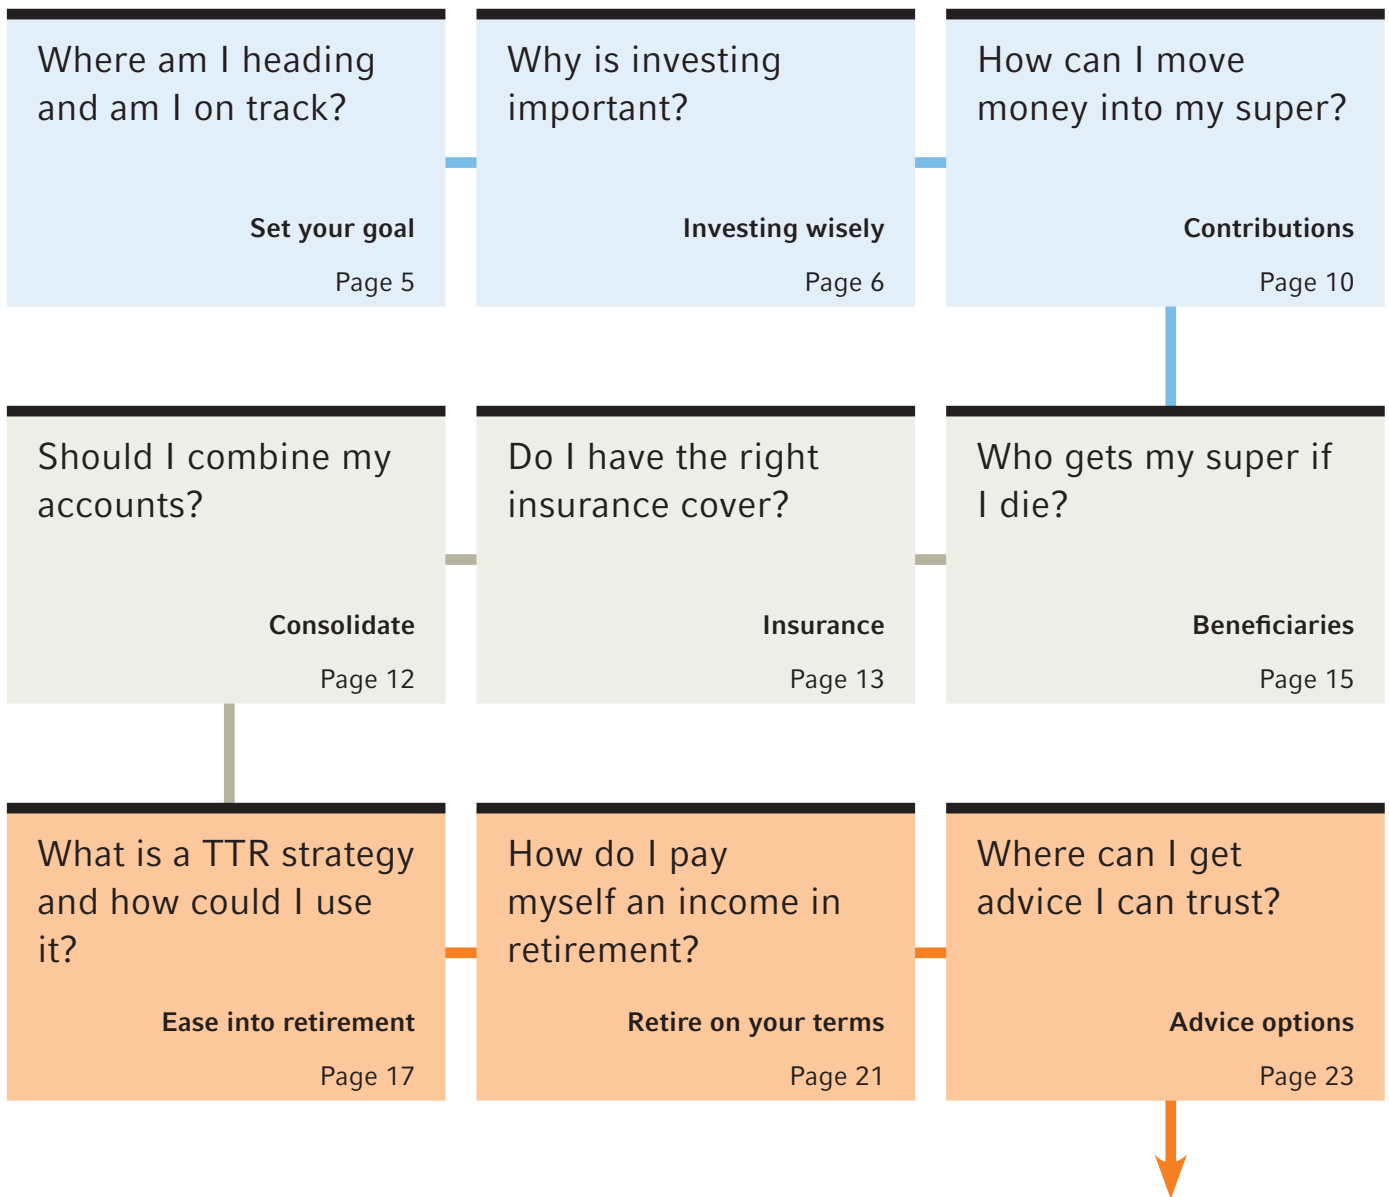 Where am I heading
and am I on track?
Set your goal
Page 5
Why is investing
important?
Investing wisely
Page 6
How can I move
money into my super?
Contributions
Page 10
Should I combine my
accounts?
Consolidate
Page 12
Do I have the right
insurance cover?
Insurance
Page 13
Who gets my super if
I die?
Beneficiaries
Page 15
What is a TTR strategy
and how could I use
it?
Ease into retirement
Page 17
How do I pay
myself an income in
retirement?
Retire on your terms
Page 21
Where can I get
advice I can trust?
Advice options
Page 23